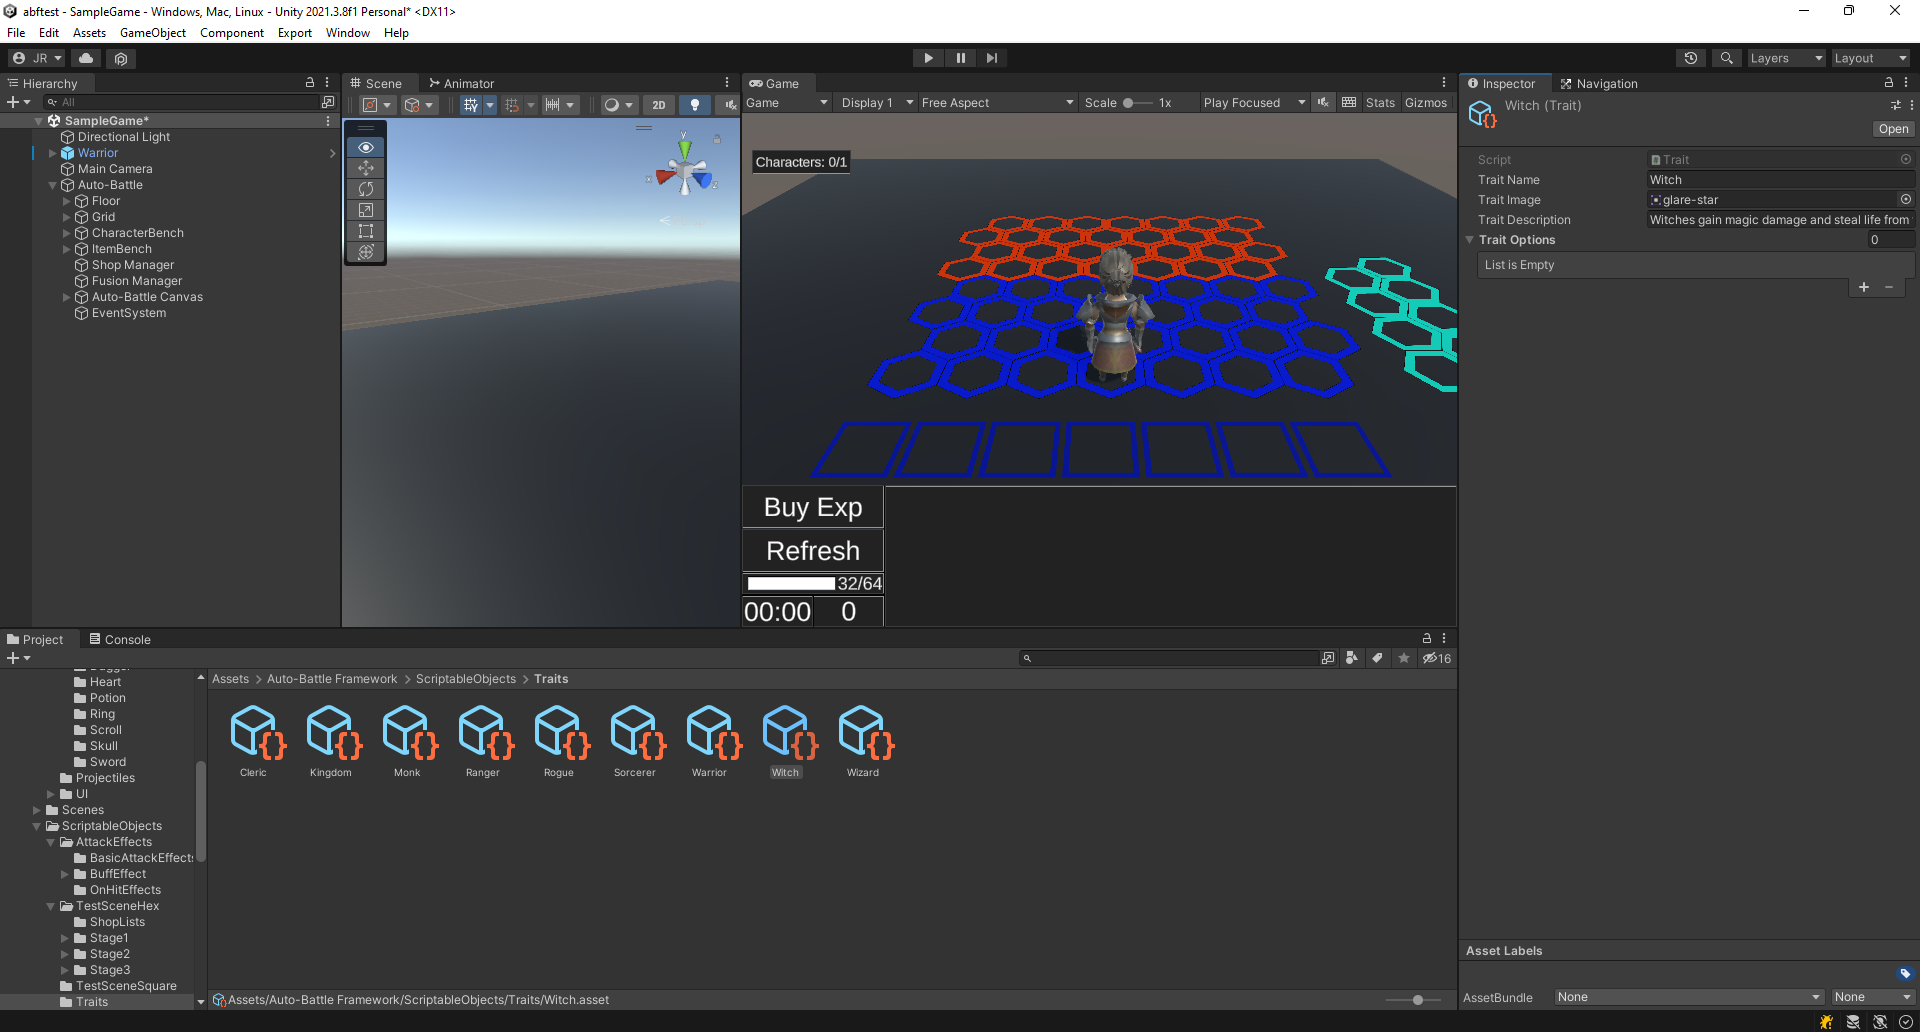 abftest - SampleGame - Windows, Mac, Linux - Unity 2021.3.8f1 Personal* <DX11>
File Edit Assets GameObject Component Export Window Help
JR
Layers
Layout
Hierarchy
All
SampleGame*
Directional Light
Warrior
Main Camera
Auto-Battle
Floor
Grid
CharacterBench
ItemBench
Shop Manager
Fusion Manager
Auto-Battle Canvas
EventSystem
Scene
Animator
2D
y
x
z
Game
Game
Display 1
Free Aspect
Scale
1x
Play Focused
Stats
Gizmos
Characters: 0/1
Buy Exp
Refresh
32/64
00:00
0
Inspector
Navigation
Witch (Trait)
Open
Script
Trait
Trait Name
Witch
Trait Image
glare-star
Trait Description
Witches gain magic damage and steal life from
Trait Options
0
List is Empty
Project
Console
16
Heart
Potion
Ring
Scroll
Skull
Sword
Projectiles
UI
Scenes
ScriptableObjects
AttackEffects
BasicAttackEffects
BuffEffect
OnHitEffects
TestSceneHex
ShopLists
Stage1
Stage2
Stage3
TestSceneSquare
Traits
Assets > Auto-Battle Framework > ScriptableObjects > Traits
Cleric
Kingdom
Monk
Ranger
Rogue
Sorcerer
Warrior
Witch
Wizard
Assets/Auto-Battle Framework/ScriptableObjects/Traits/Witch.asset
Asset Labels
AssetBundle
None
None